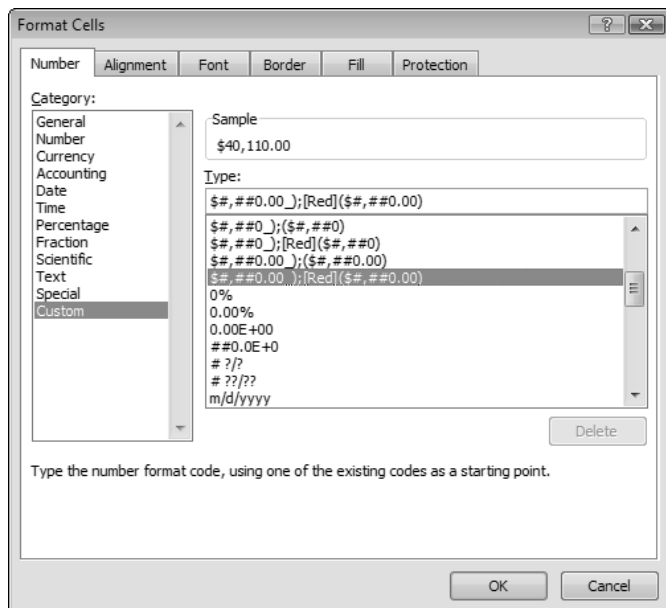 Format Cells
Number
Alignment
Font
Border
Fill
Protection
Category:
General
Number
Currency
Accounting
Date
Time
Percentage
Fraction
Scientific
Text
Special
Custom
Sample
$40,110.00
Type:
$#,##0.00_);[Red]($#,##0.00)
$#,##0_);($#,##0)
$#,##0_);[Red]($#,##0)
$#,##0.00_);($#,##0.00)
$#,##0.00_);[Red]($#,##0.00)
0%
0.00%
0.00E+00
##0.0E+0
# ?/?
# ??/??
m/d/yyyy
Delete
Type the number format code, using one of the existing codes as a starting point.
OK
Cancel